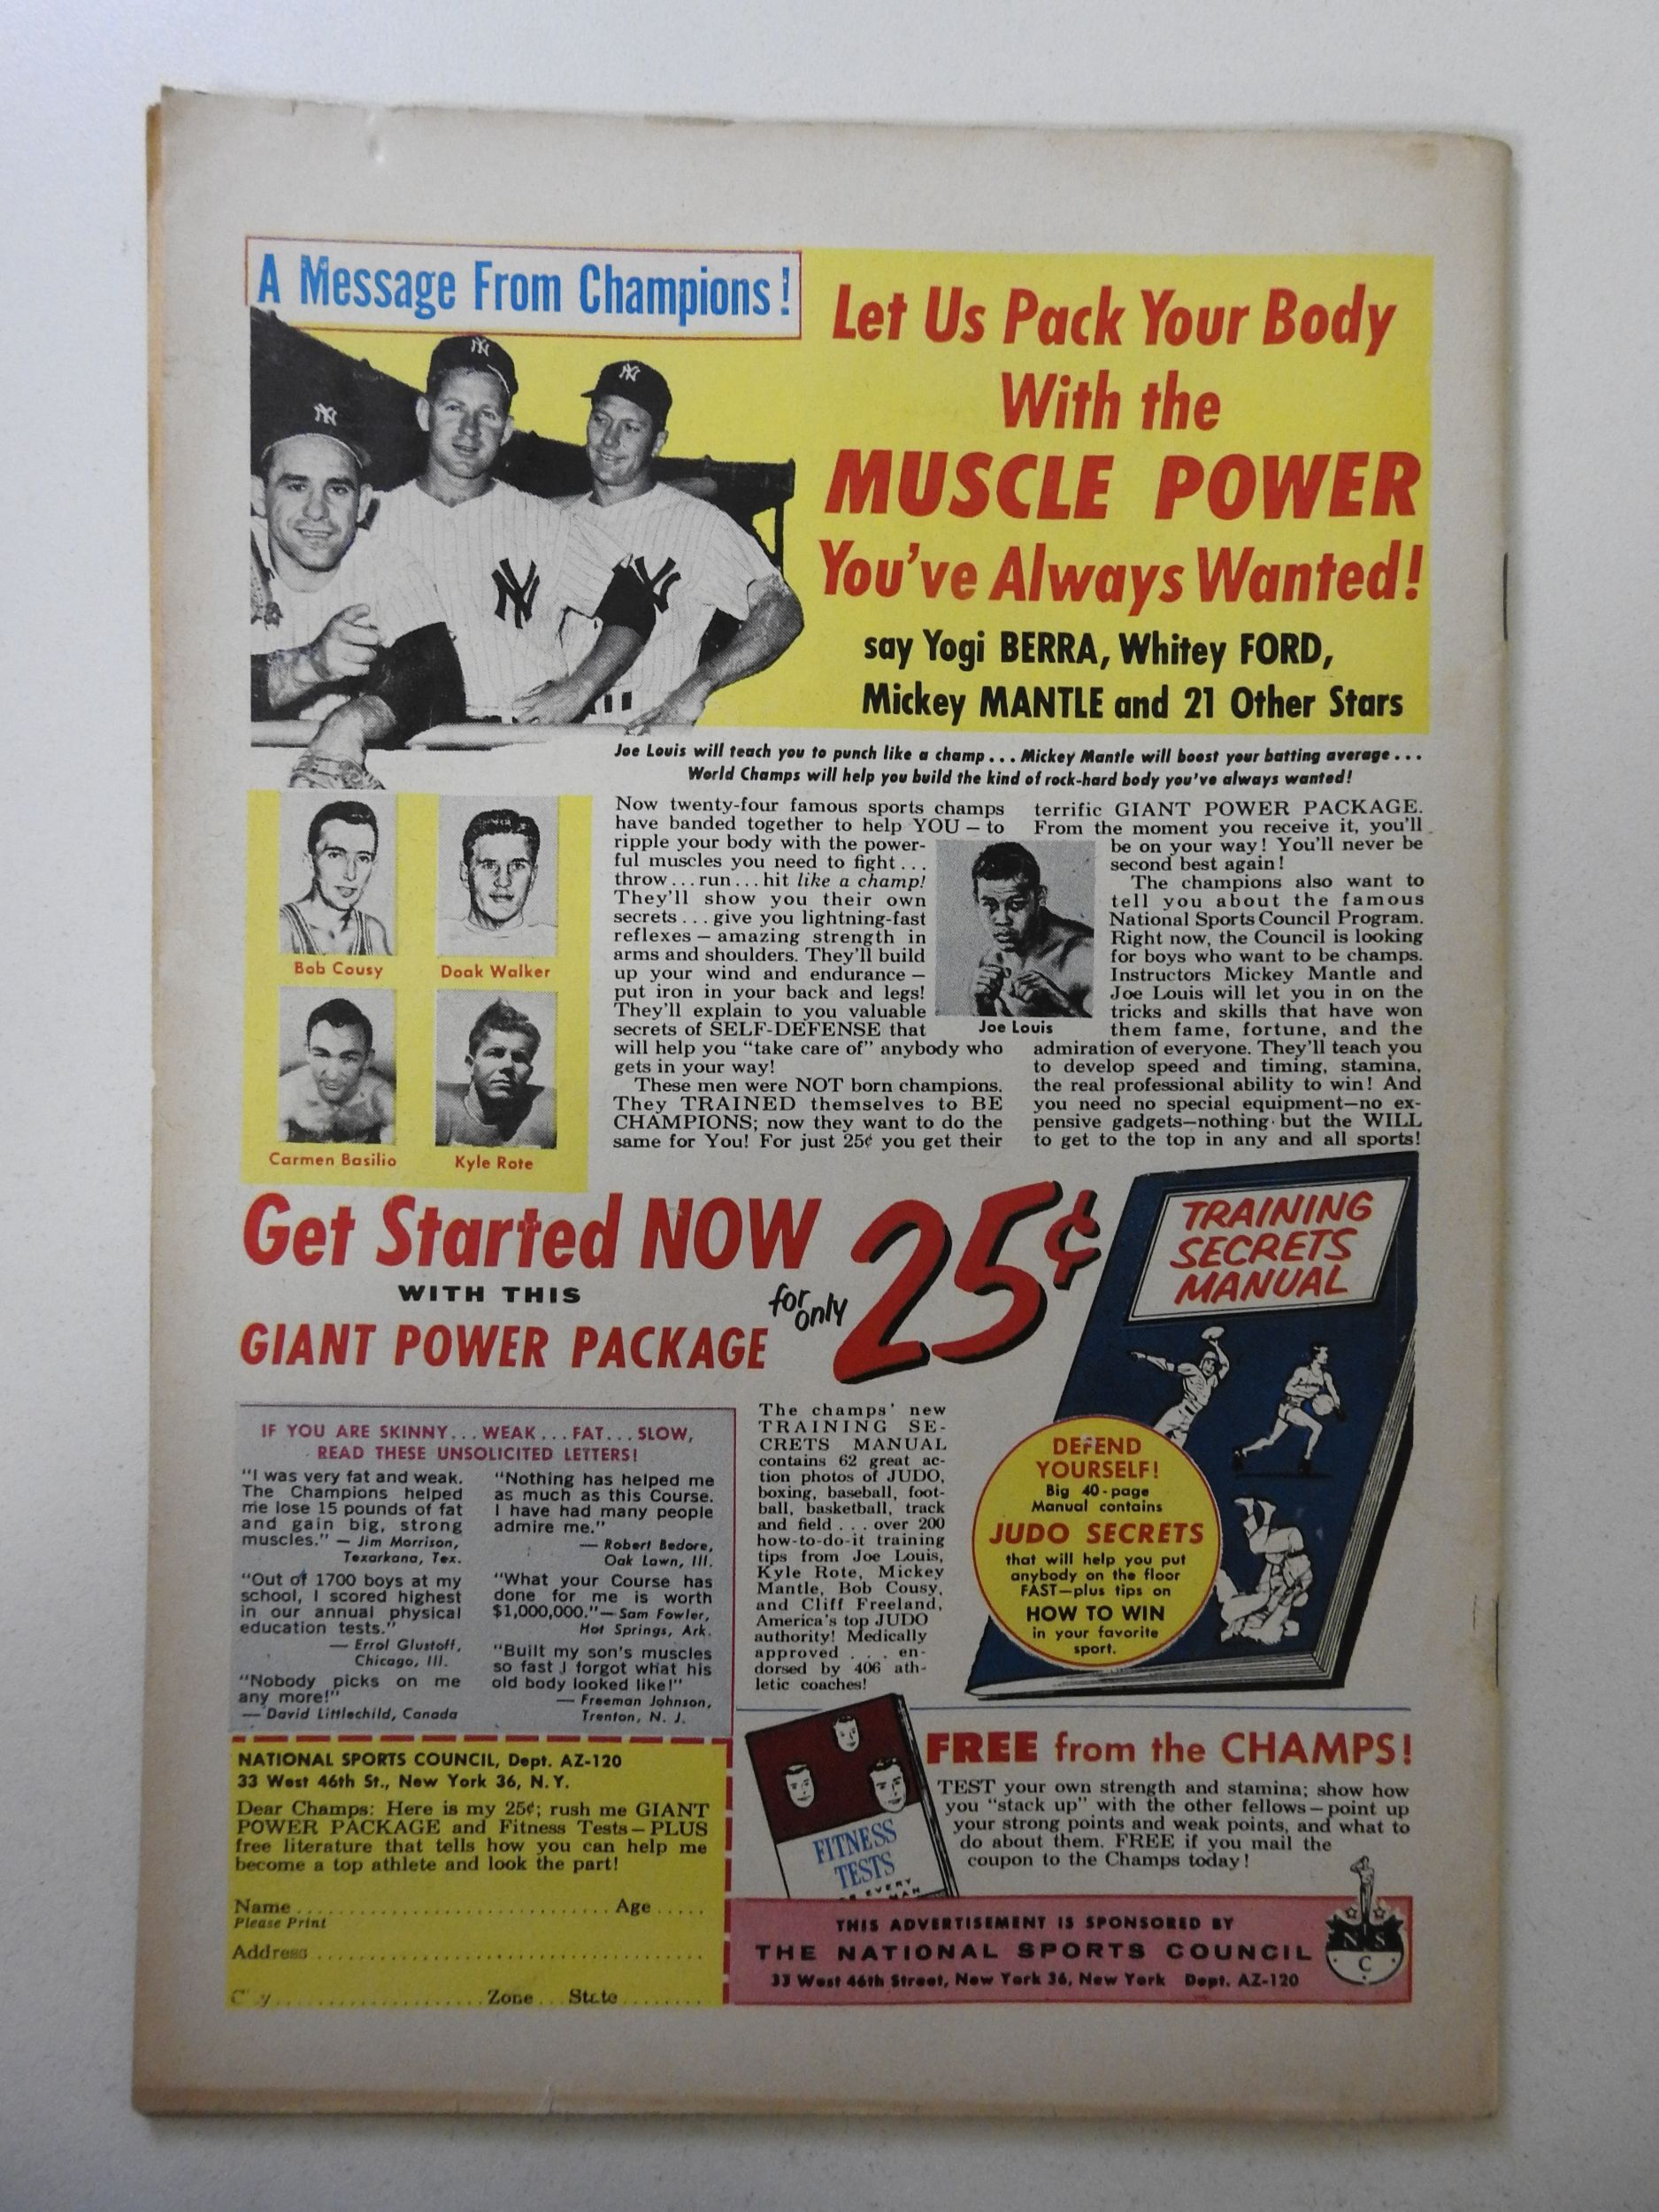 A Message From Champions!
Let Us Pack Your Body
With the
MUSCLE POWER
You've Always Wanted!
say Yogi BERRA, Whitey FORD,
Mickey MANTLE and 21 Other Stars
Joe Louis will teach you to punch like a champ... Mickey Mantle will boost your batting average...
World Champs will help you build the kind of rock-hard body you've always wanted!
Bob Cousy
Doak Walker
Carmen Basilio
Kyle Rote
Now twenty-four famous sports champs
have banded together to help YOU – to
ripple your body with the power-
ful muscles you need to fight...
throw...run...hit like a champ!
They'll show you their own
secrets...give you lightning-fast
reflexes – amazing strength in
arms and shoulders. They'll build
up your wind and endurance –
put iron in your back and legs!
They'll explain to you valuable
secrets of SELF-DEFENSE that
will help you "take care of" anybody who
gets in your way!
These men were NOT born champions.
They TRAINED themselves to BE
CHAMPIONS; now they want to do the
same for You! For just 25¢ you get their
terrific GIANT POWER PACKAGE.
From the moment you receive it, you'll
be on your way! You'll never be
second best again!
The champions also want to
tell you about the famous
National Sports Council Program.
Right now, the Council is looking
for boys who want to be champs.
Instructors Mickey Mantle and
Joe Louis will let you in on the
tricks and skills that have won
them fame, fortune, and the
admiration of everyone. They'll teach you
to develop speed and timing, stamina,
the real professional ability to win! And
you need no special equipment—no ex-
pensive gadgets—nothing but the WILL
to get to the top in any and all sports!
Joe Louis
Get Started NOW
WITH THIS
GIANT POWER PACKAGE
for only
25¢
TRAINING
SECRETS
MANUAL
IF YOU ARE SKINNY...WEAK...FAT...SLOW,
READ THESE UNSOLICITED LETTERS!
"I was very fat and weak.
The Champions helped
me lose 15 pounds of fat
and gain big, strong
muscles." — Jim Morrison,
Texarkana, Tex.
"Out of 1700 boys at my
school, I scored highest
in our annual physical
education tests."
— Errol Glustoff,
Chicago, Ill.
"Nobody picks on me
any more!"
— David Littlechild, Canada
"Nothing has helped me
as much as this Course.
I have had many people
admire me."
— Robert Bedore,
Oak Lawn, Ill.
"What your Course has
done for me is worth
$1,000,000."— Sam Fowler,
Hot Springs, Ark.
"Built my son's muscles
so fast I forgot what his
old body looked like!"
— Freeman Johnson,
Trenton, N. J.
The champs' new
TRAINING SE-
CRETS MANUAL
contains 62 great ac-
tion photos of JUDO,
boxing, baseball, foot-
ball, basketball, track
and field . . . over 200
how-to-do-it training
tips from Joe Louis,
Kyle Rote, Mickey
Mantle, Bob Cousy,
and Cliff Freeland,
America's top JUDO
authority! Medically
approved . . . en-
dorsed by 406 ath-
letic coaches!
DEFEND
YOURSELF!
Big 40-page
Manual contains
JUDO SECRETS
that will help you put
anybody on the floor
FAST—plus tips on
HOW TO WIN
in your favorite
sport.
NATIONAL SPORTS COUNCIL, Dept. AZ-120
33 West 46th St., New York 36, N. Y.
Dear Champs: Here is my 25¢; rush me GIANT
POWER PACKAGE and Fitness Tests – PLUS
free literature that tells how you can help me
become a top athlete and look the part!
Name.............................. Age.....
Please Print
Address.......................................
City..................... Zone... State.........
FITNESS
TESTS
EVERY
MAN
FREE from the CHAMPS!
TEST your own strength and stamina; show how
you "stack up" with the other fellows – point up
your strong points and weak points, and what to
do about them. FREE if you mail the
coupon to the Champs today!
THIS ADVERTISEMENT IS SPONSORED BY
THE NATIONAL SPORTS COUNCIL
33 West 46th Street, New York 36, New York Dept. AZ-120
N S
C